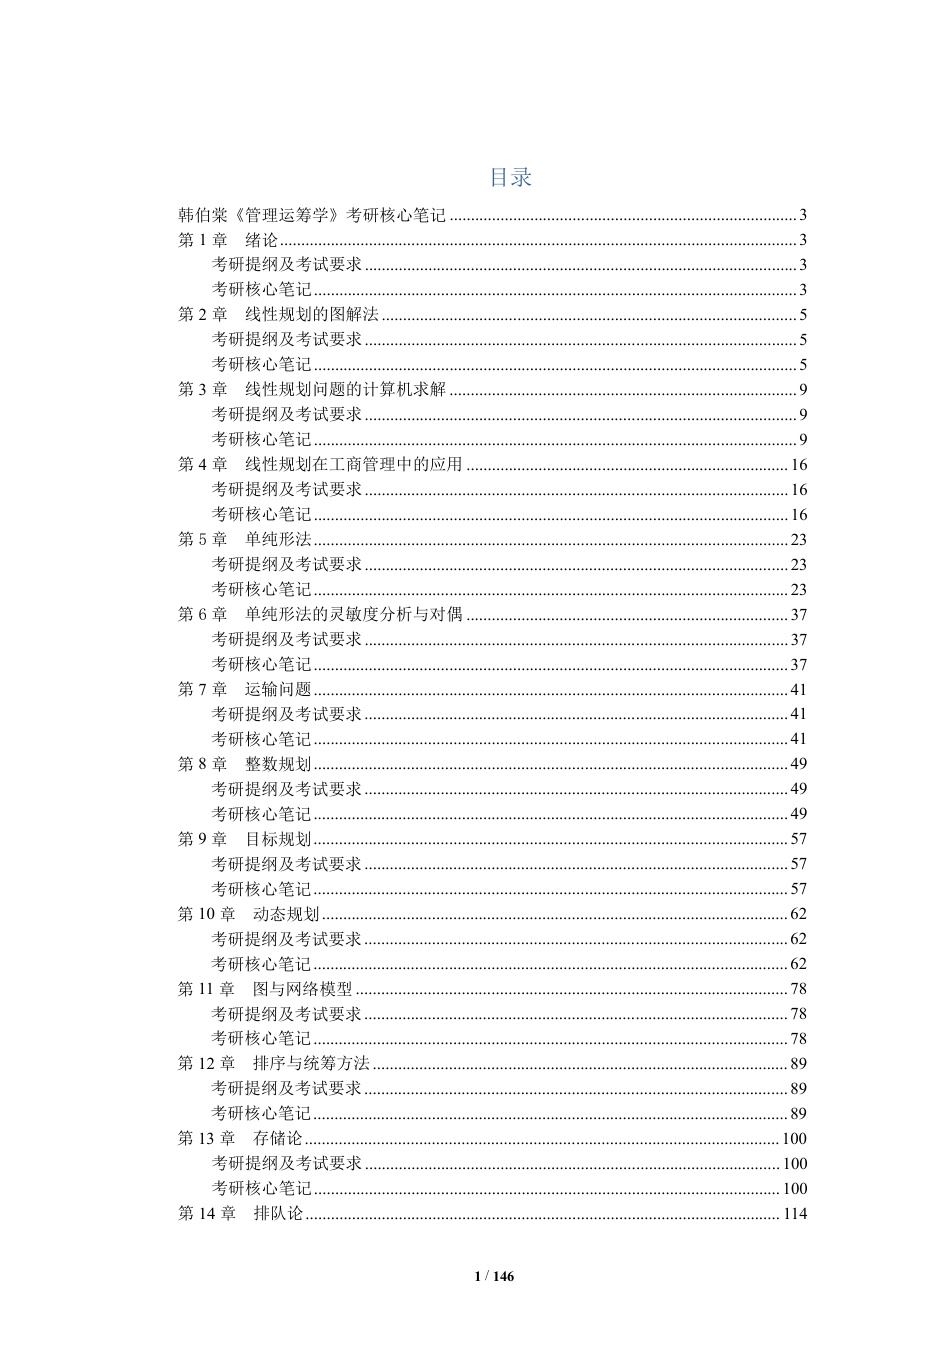 目录
韩伯棠《管理运筹学》考研核心笔记 ................................................................................. 3
第 1 章　绪论 ................................................................................. 3
考研提纲及考试要求 ................................................................................. 3
考研核心笔记 ................................................................................. 3
第 2 章　线性规划的图解法 ................................................................................. 5
考研提纲及考试要求 ................................................................................. 5
考研核心笔记 ................................................................................. 5
第 3 章　线性规划问题的计算机求解 ................................................................................. 9
考研提纲及考试要求 ................................................................................. 9
考研核心笔记 ................................................................................. 9
第 4 章　线性规划在工商管理中的应用 ................................................................................. 16
考研提纲及考试要求 ................................................................................. 16
考研核心笔记 ................................................................................. 16
第 5 章　单纯形法 ................................................................................. 23
考研提纲及考试要求 ................................................................................. 23
考研核心笔记 ................................................................................. 23
第 6 章　单纯形法的灵敏度分析与对偶 ................................................................................. 37
考研提纲及考试要求 ................................................................................. 37
考研核心笔记 ................................................................................. 37
第 7 章　运输问题 ................................................................................. 41
考研提纲及考试要求 ................................................................................. 41
考研核心笔记 ................................................................................. 41
第 8 章　整数规划 ................................................................................. 49
考研提纲及考试要求 ................................................................................. 49
考研核心笔记 ................................................................................. 49
第 9 章　目标规划 ................................................................................. 57
考研提纲及考试要求 ................................................................................. 57
考研核心笔记 ................................................................................. 57
第 10 章　动态规划 ................................................................................. 62
考研提纲及考试要求 ................................................................................. 62
考研核心笔记 ................................................................................. 62
第 11 章　图与网络模型 ................................................................................. 78
考研提纲及考试要求 ................................................................................. 78
考研核心笔记 ................................................................................. 78
第 12 章　排序与统筹方法 ................................................................................. 89
考研提纲及考试要求 ................................................................................. 89
考研核心笔记 ................................................................................. 89
第 13 章　存储论 ................................................................................. 100
考研提纲及考试要求 ................................................................................. 100
考研核心笔记 ................................................................................. 100
第 14 章　排队论 ................................................................................. 114
1 / 146